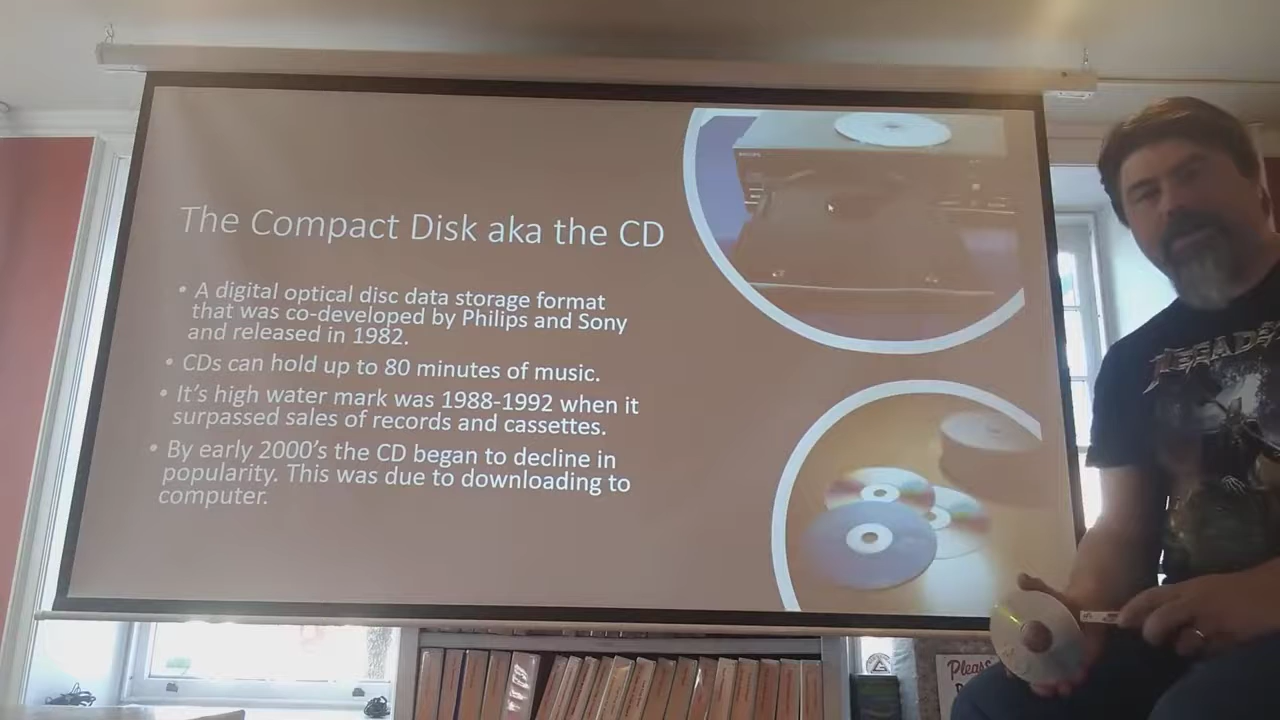 The Compact Disk aka the CD
• A digital optical disc data storage format
that was co-developed by Philips and Sony
and released in 1982.
• CDs can hold up to 80 minutes of music.
• It's high water mark was 1988-1992 when it
surpassed sales of records and cassettes.
• By early 2000's the CD began to decline in
popularity. This was due to downloading to
computer.
PHILIPS
MEGADE
Please